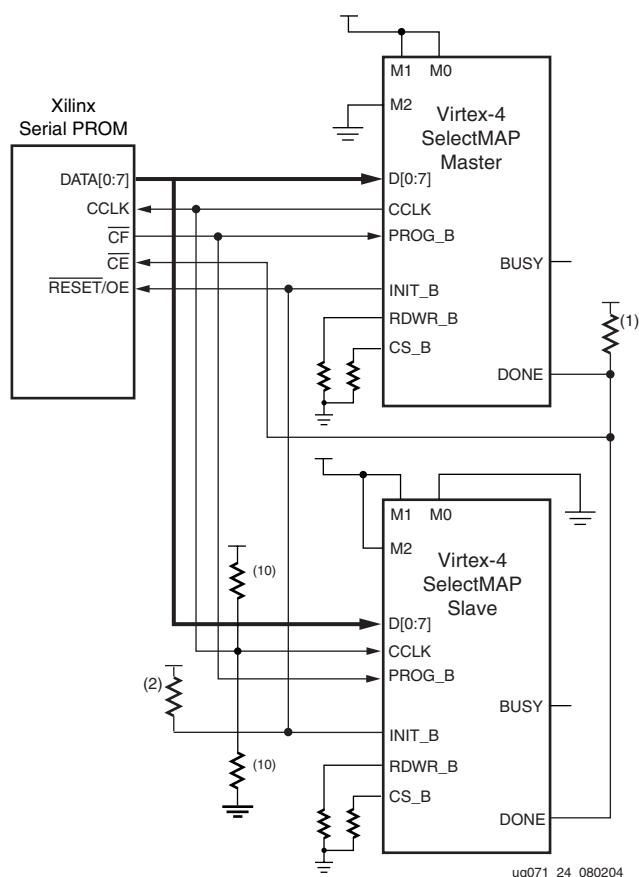 Xilinx
Serial PROM
DATA[0:7]
CCLK
CF
CE
RESET/OE
M1 M0
M2
Virtex-4
SelectMAP
Master
D[0:7]
CCLK
PROG_B
BUSY
INIT_B
RDWR_B
CS_B
DONE
(1)
M1 M0
M2
Virtex-4
SelectMAP
Slave
(10)
D[0:7]
CCLK
PROG_B
(2)
BUSY
INIT_B
(10)
RDWR_B
CS_B
DONE
ug071_24_080204